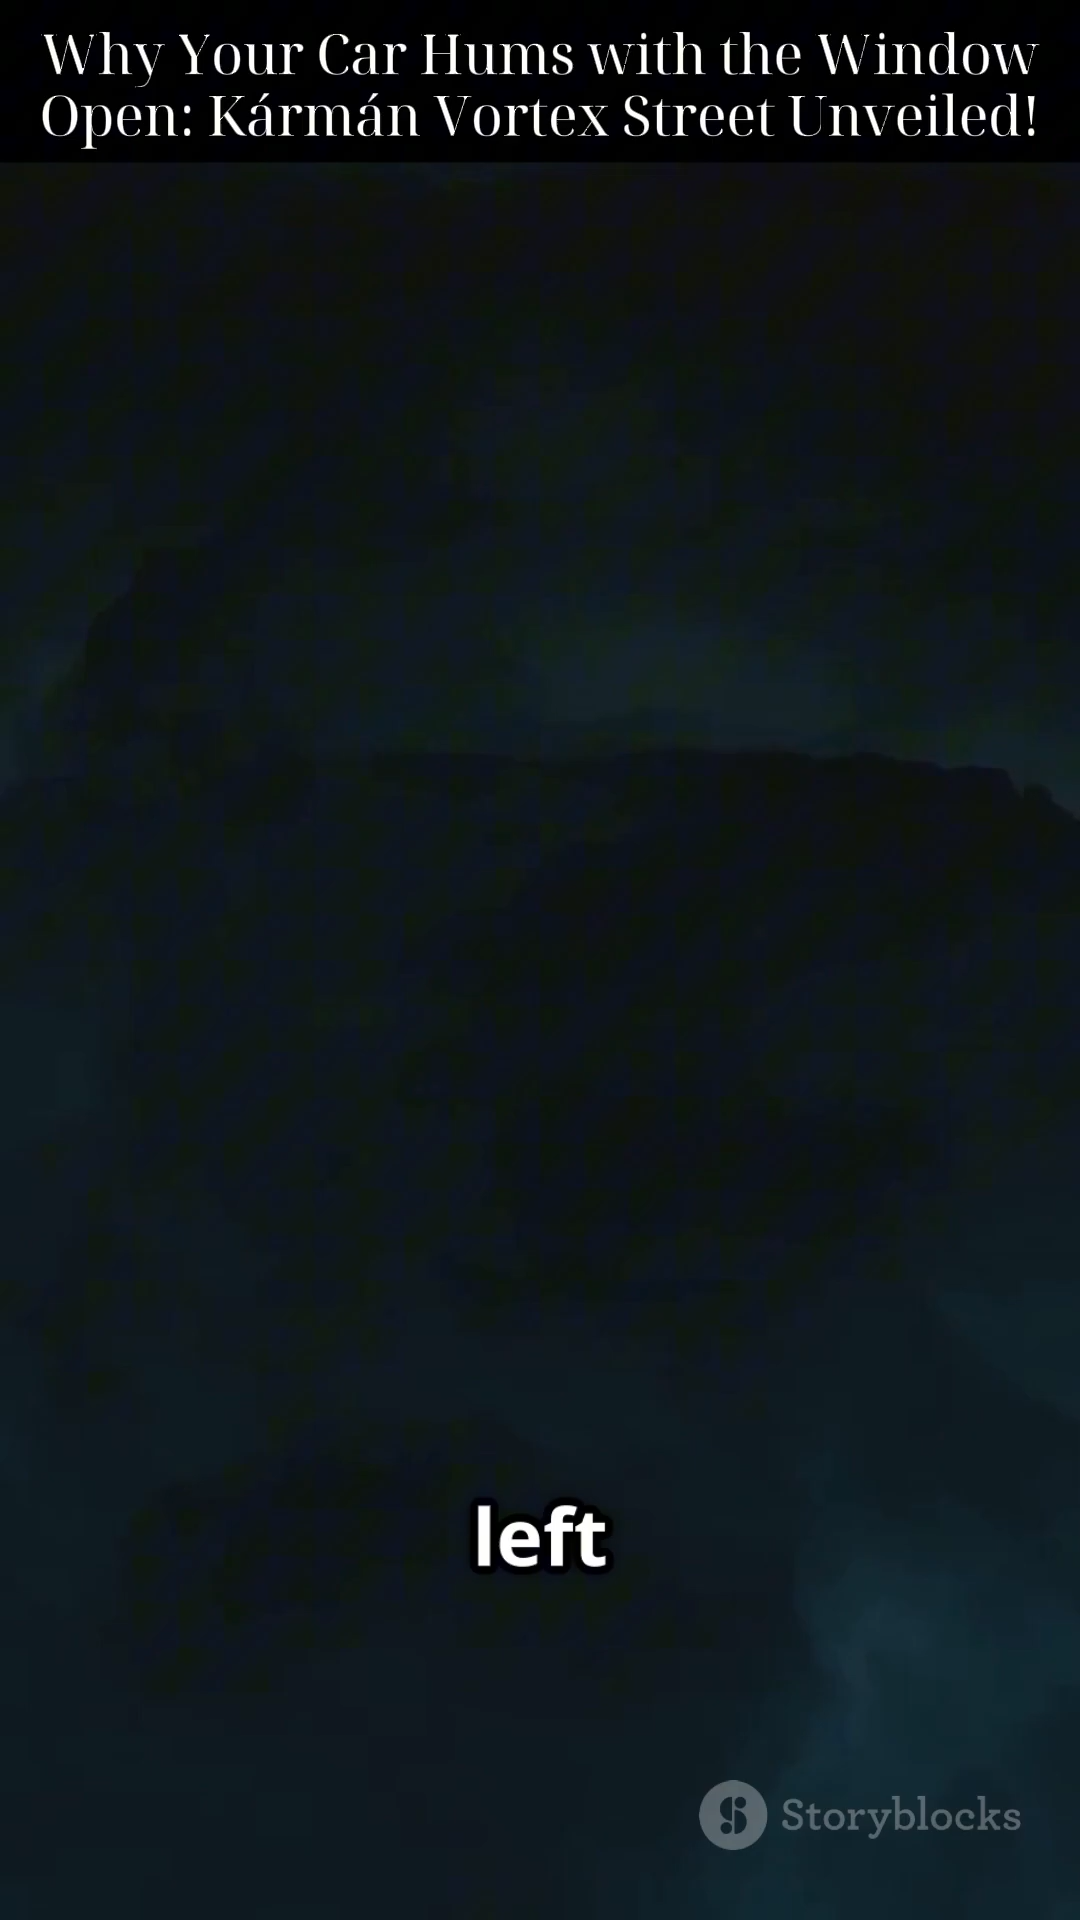 Why Your Car Hums with the Window
Open: Kármán Vortex Street Unveiled!
left
Storyblocks